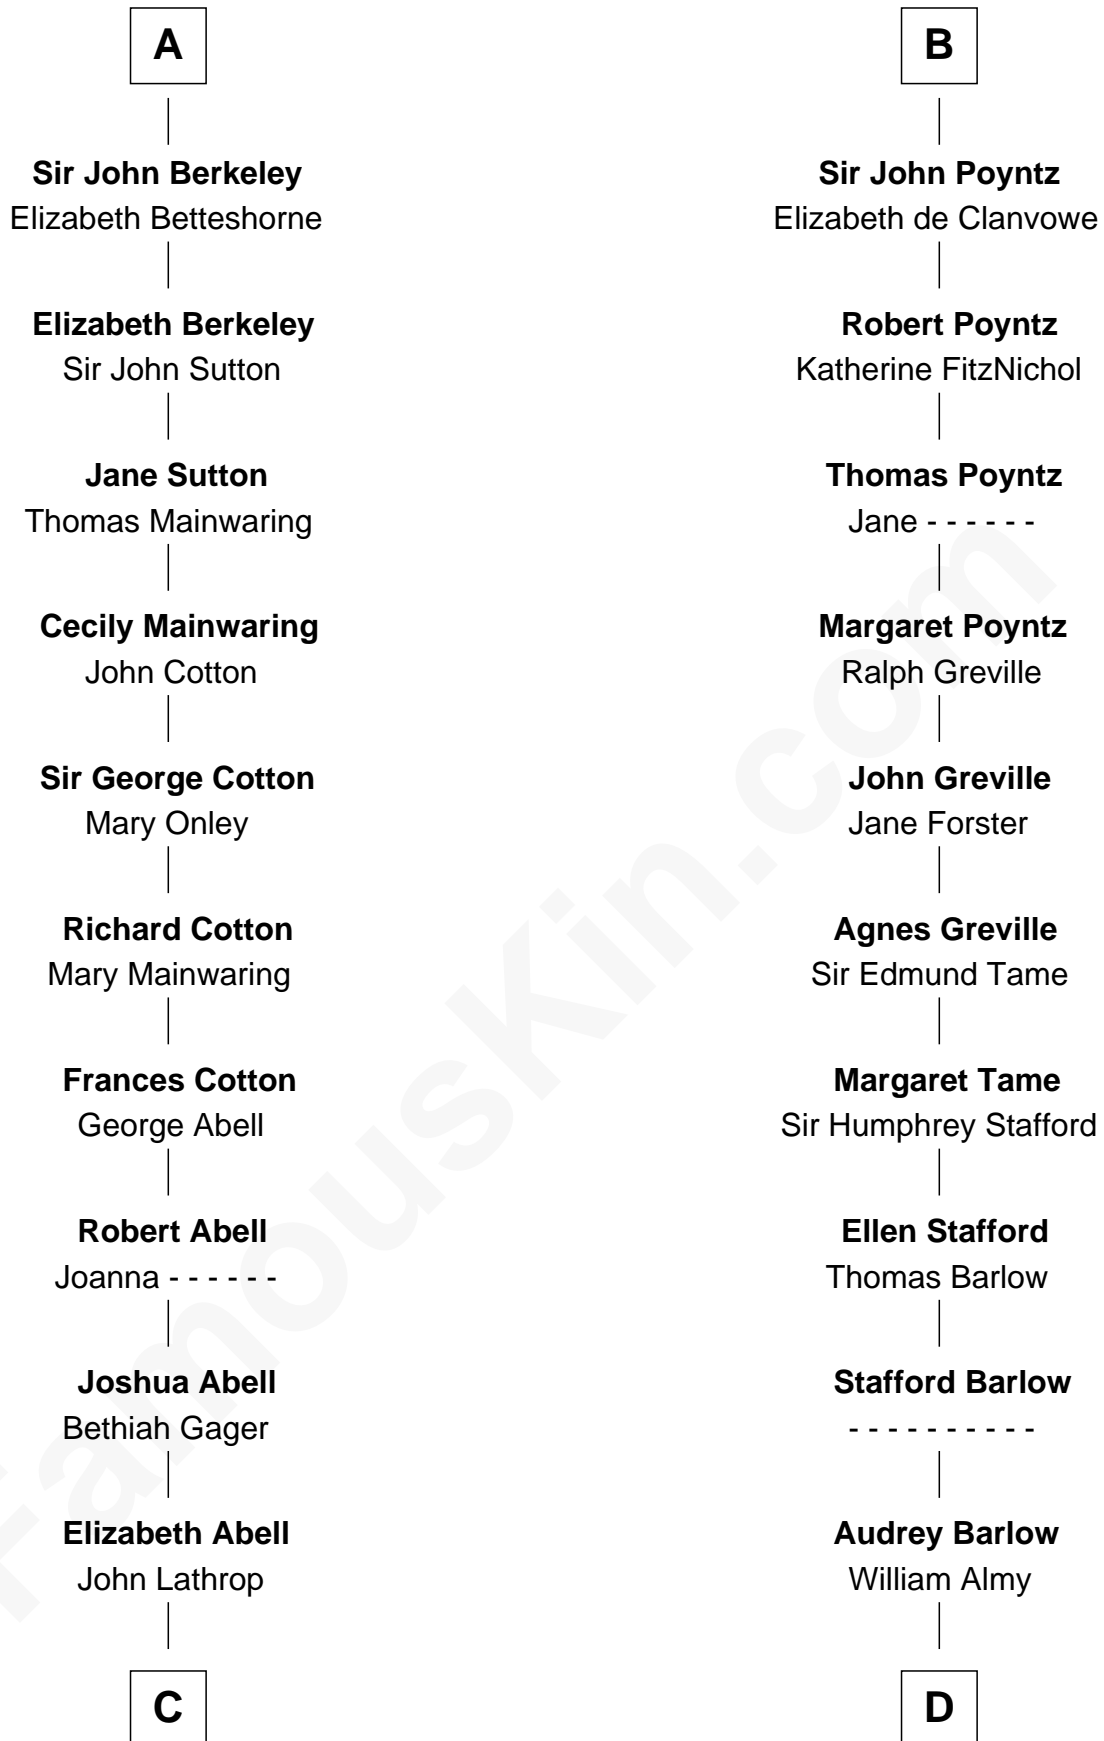 A
Sir John Berkeley
Elizabeth Betteshorne
Elizabeth Berkeley
Sir John Sutton
Jane Sutton
Thomas Mainwaring
Cecily Mainwaring
John Cotton
Sir George Cotton
Mary Onley
Richard Cotton
Mary Mainwaring
Frances Cotton
George Abell
Robert Abell
Joanna - - - - - -
Joshua Abell
Bethiah Gager
Elizabeth Abell
John Lathrop
C
B
Sir John Poyntz
Elizabeth de Clanvowe
Robert Poyntz
Katherine FitzNichol
Thomas Poyntz
Jane - - - - - -
Margaret Poyntz
Ralph Greville
John Greville
Jane Forster
Agnes Greville
Sir Edmund Tame
Margaret Tame
Sir Humphrey Stafford
Ellen Stafford
Thomas Barlow
Stafford Barlow
- - - - - - - - - -
Audrey Barlow
William Almy
D
FamousKin.com